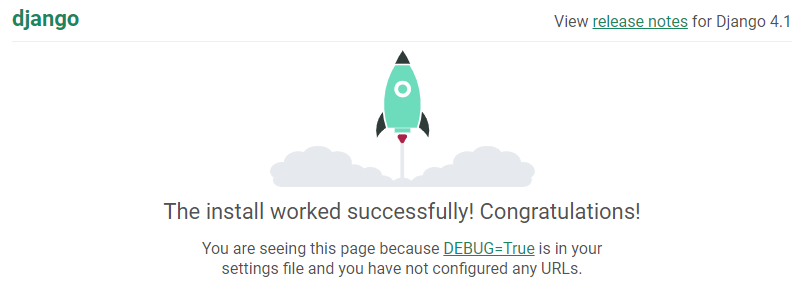 django
View release notes for Django 4.1
The install worked successfully! Congratulations!
You are seeing this page because DEBUG=True is in your
settings file and you have not configured any URLs.